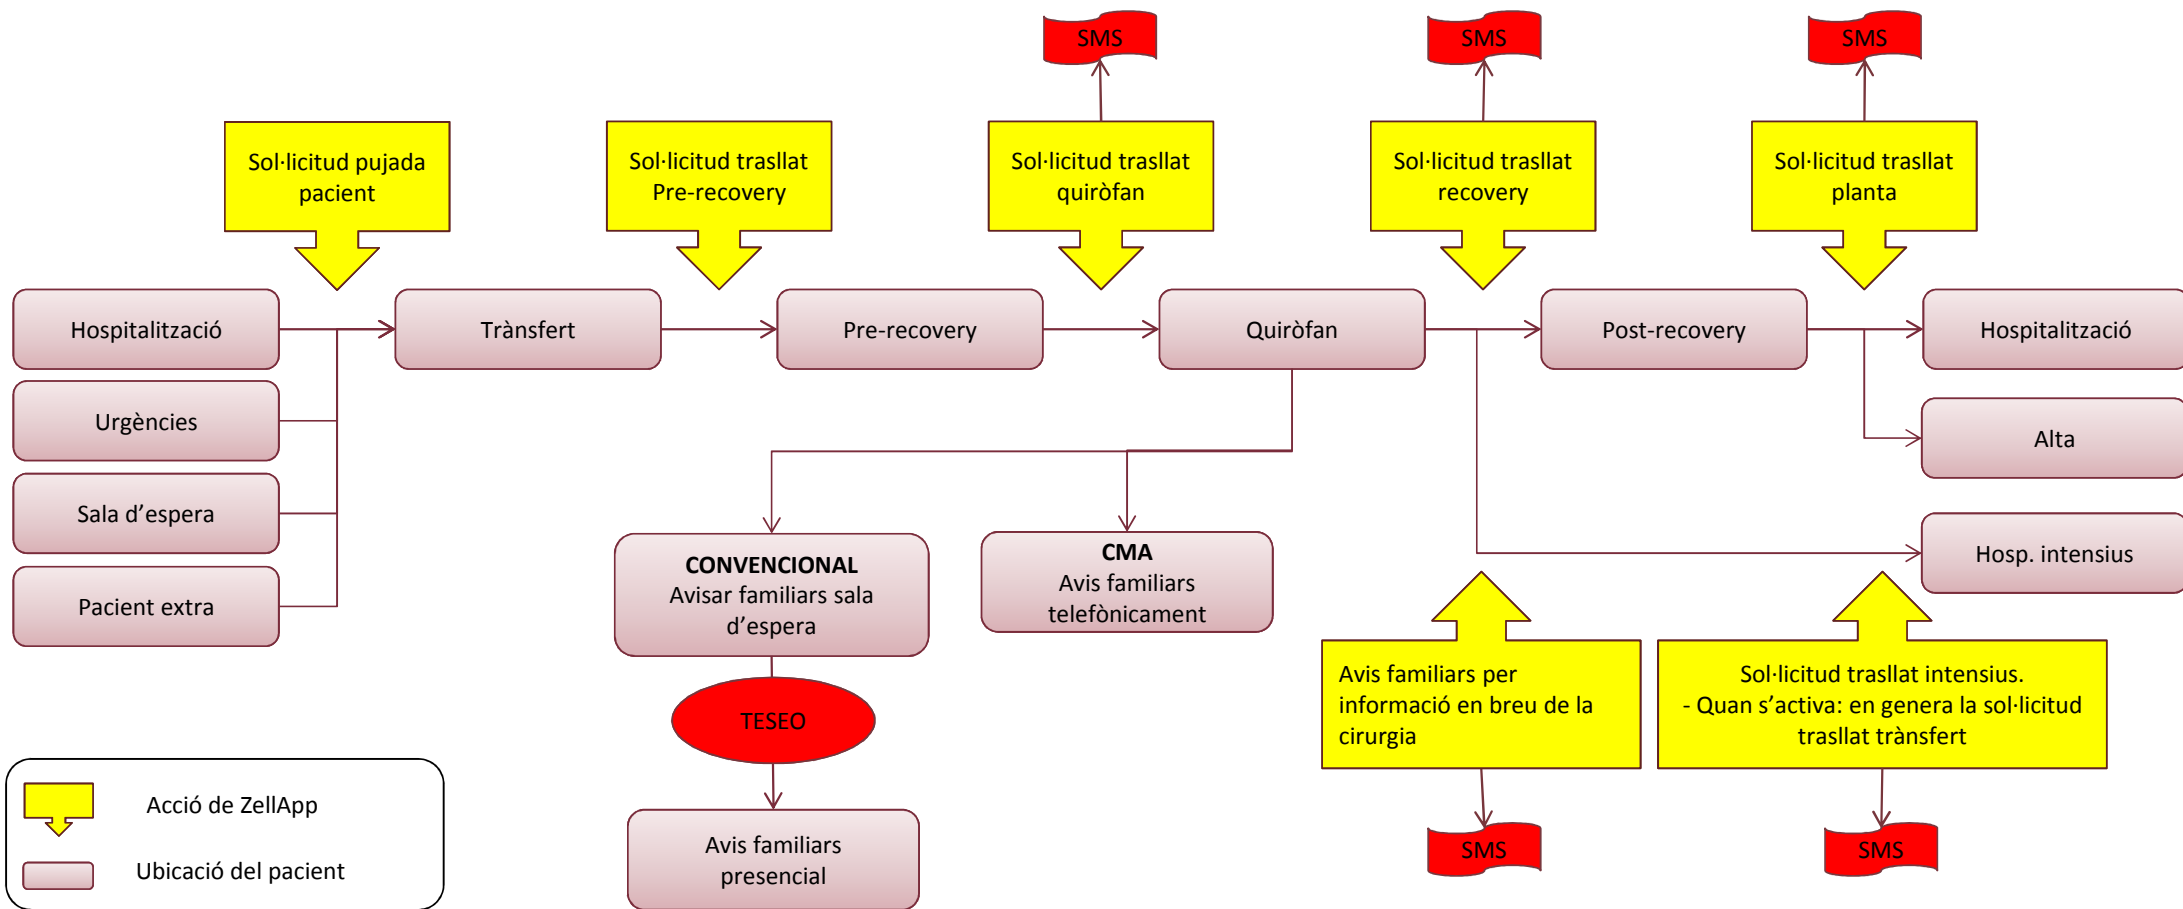 SMS
SMS
SMS
Sol·licitud pujada
pacient
Sol·licitud trasllat
Pre-recovery
Sol·licitud trasllat
quiròfan
Sol·licitud trasllat
recovery
Sol·licitud trasllat
planta
Hospitalització
Trànsfert
Pre-recovery
Quiròfan
Post-recovery
Hospitalització
Urgències
Alta
Sala d’espera
Hosp. intensius
Pacient extra
CONVENCIONAL
Avisar familiars sala
d’espera
CMA
Avis familiars
telefònicament
Avis familiars per
informació en breu de la
cirurgia
Sol·licitud trasllat intensius.
- Quan s’activa: en genera la sol·licitud
trasllat trànsfert
TESEO
Avis familiars
presencial
SMS
SMS
Acció de ZellApp
Ubicació del pacient